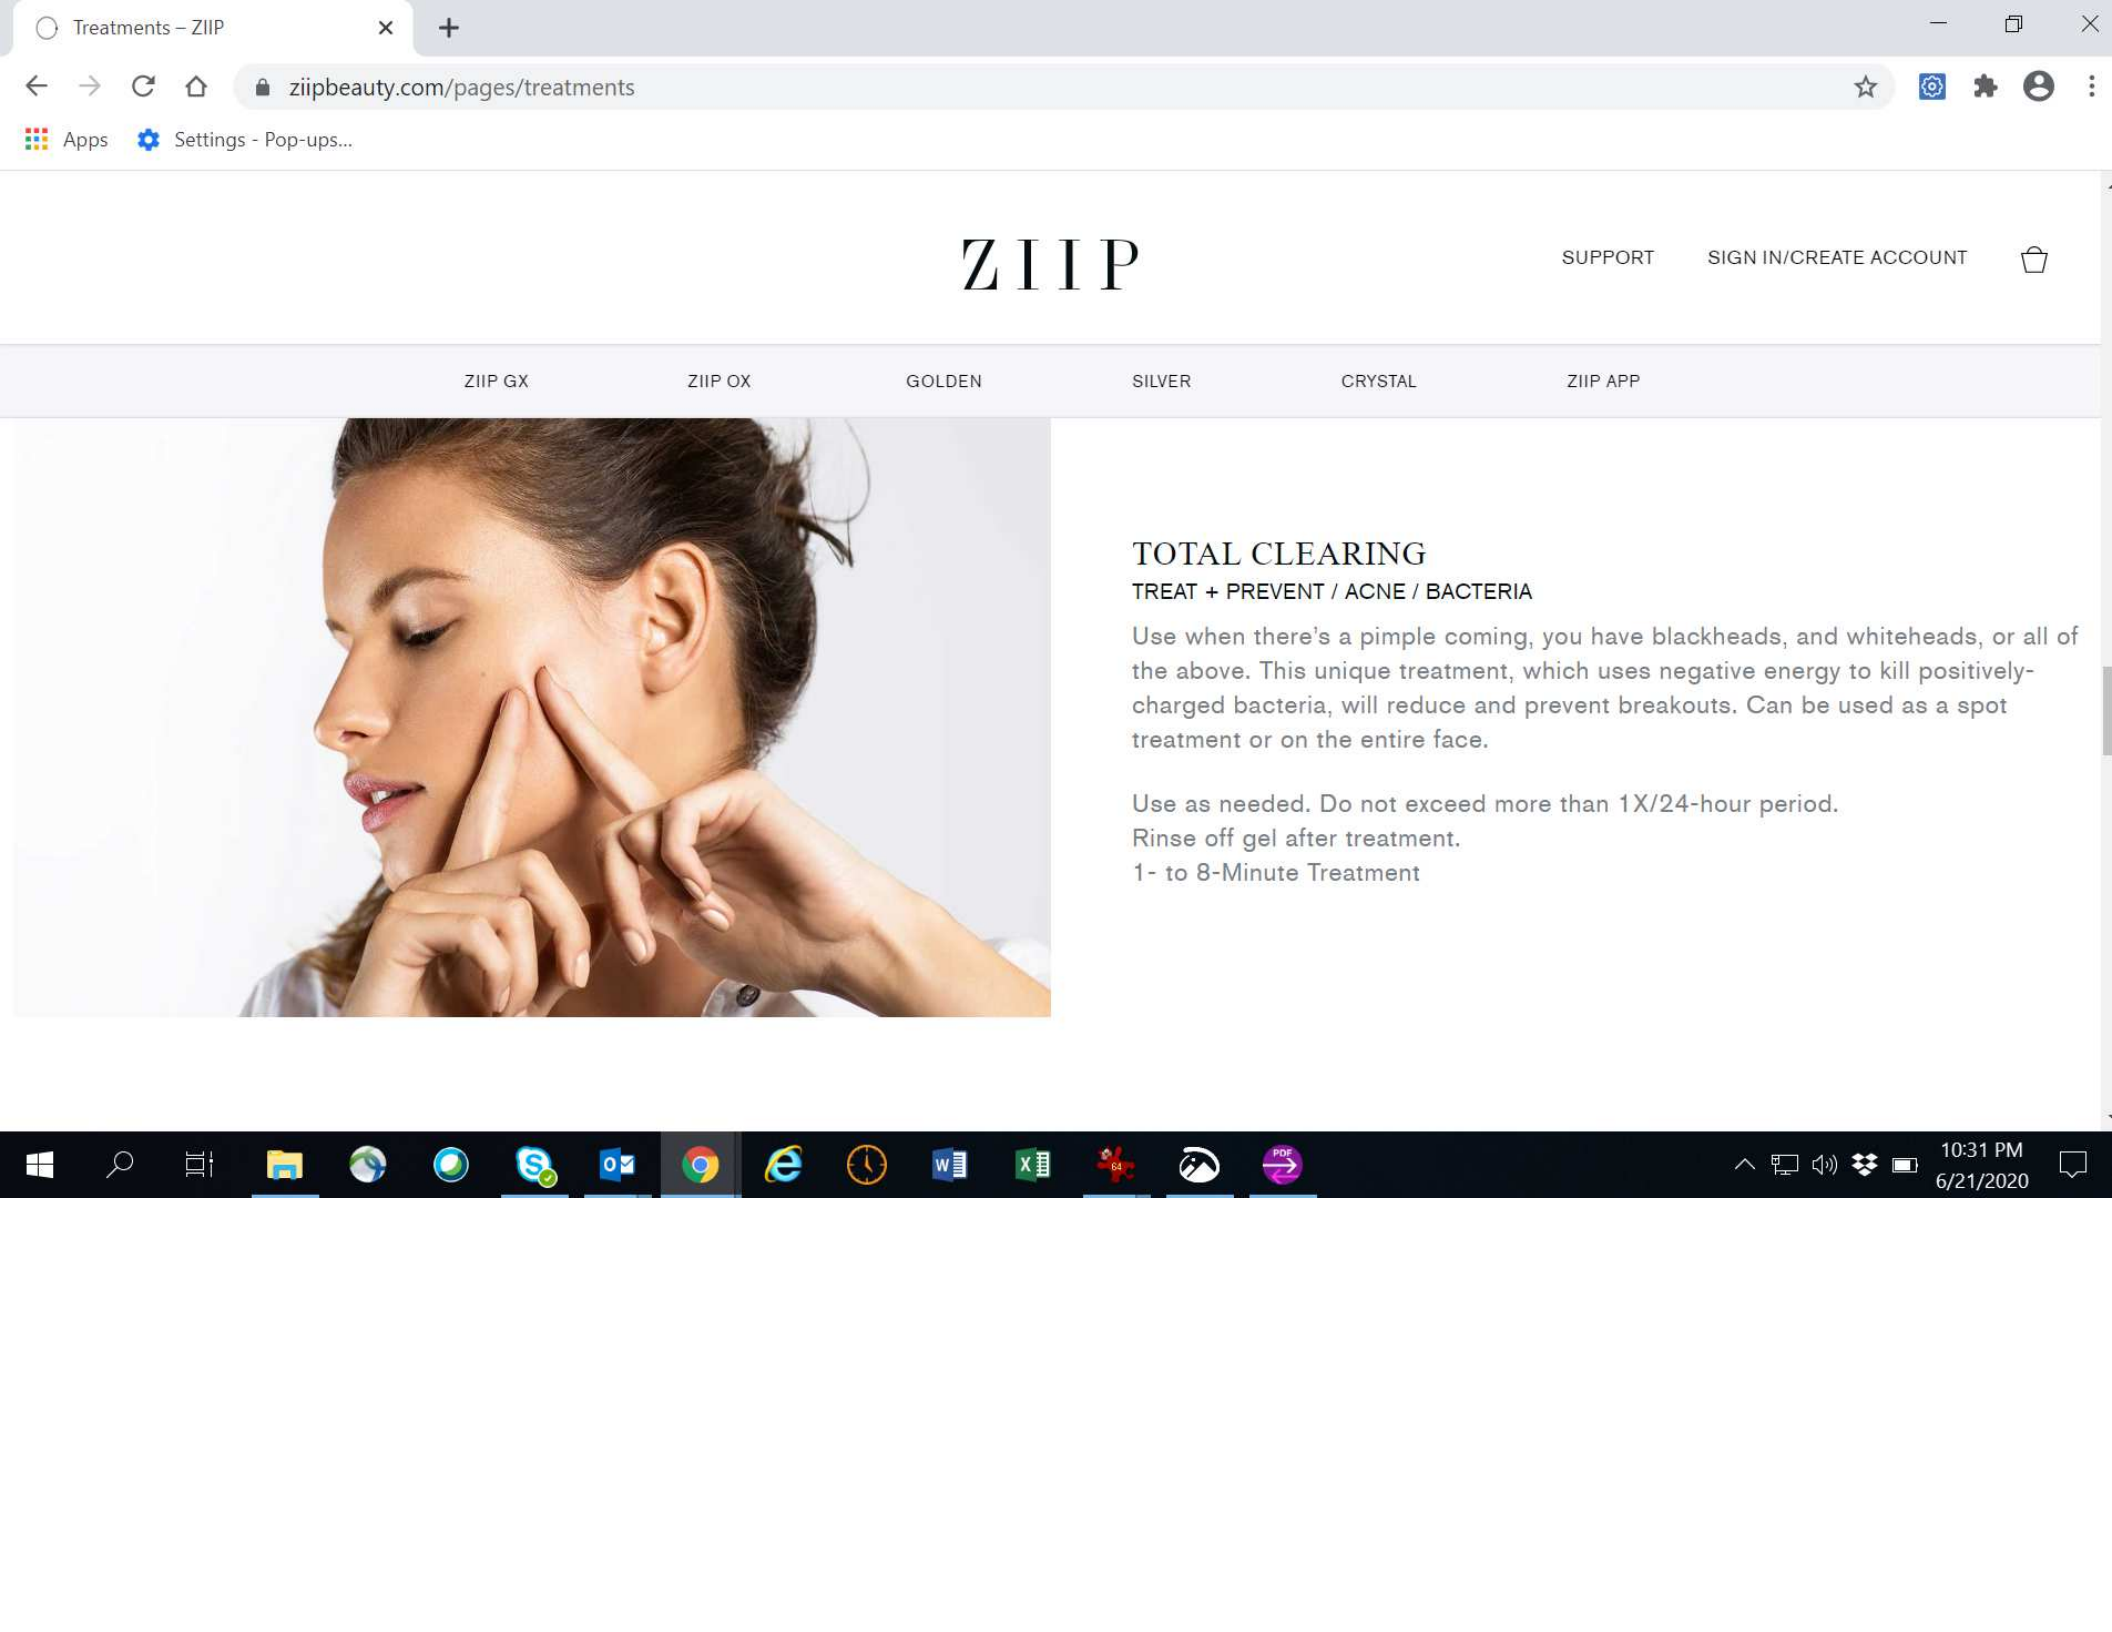 Treatments – ZIIP
ziipbeauty.com/pages/treatments
Apps
Settings - Pop-ups...
ZIIP
SUPPORT
SIGN IN/CREATE ACCOUNT
ZIIP GX
ZIIP OX
GOLDEN
SILVER
CRYSTAL
ZIIP APP
TOTAL CLEARING
TREAT + PREVENT / ACNE / BACTERIA
Use when there's a pimple coming, you have blackheads, and whiteheads, or all of
the above. This unique treatment, which uses negative energy to kill positively-
charged bacteria, will reduce and prevent breakouts. Can be used as a spot
treatment or on the entire face.
Use as needed. Do not exceed more than 1X/24-hour period.
Rinse off gel after treatment.
1- to 8-Minute Treatment
64
PDF
10:31 PM
6/21/2020